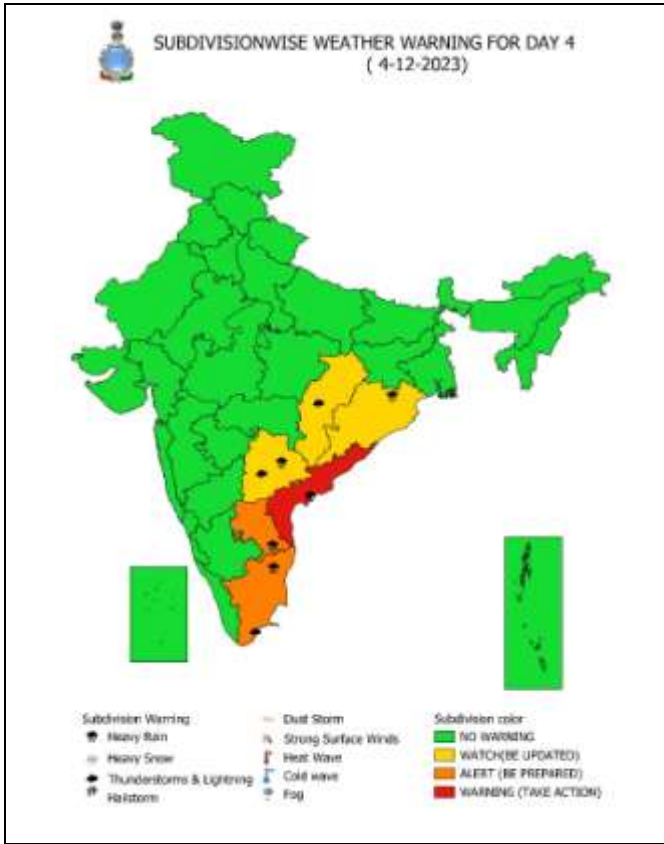 SUBDIVISIONWISE WEATHER WARNING FOR DAY 4
( 4-12-2023)
Subdivision Warning
Heavy Rain
Heavy Snow
Thunderstorms & Lightning
Hailstorm
Dust Storm
Strong Surface Winds
Heat Wave
Cold wave
Fog
Subdivision color
NO WARNING
WATCH(BE UPDATED)
ALERT (BE PREPARED)
WARNING (TAKE ACTION)